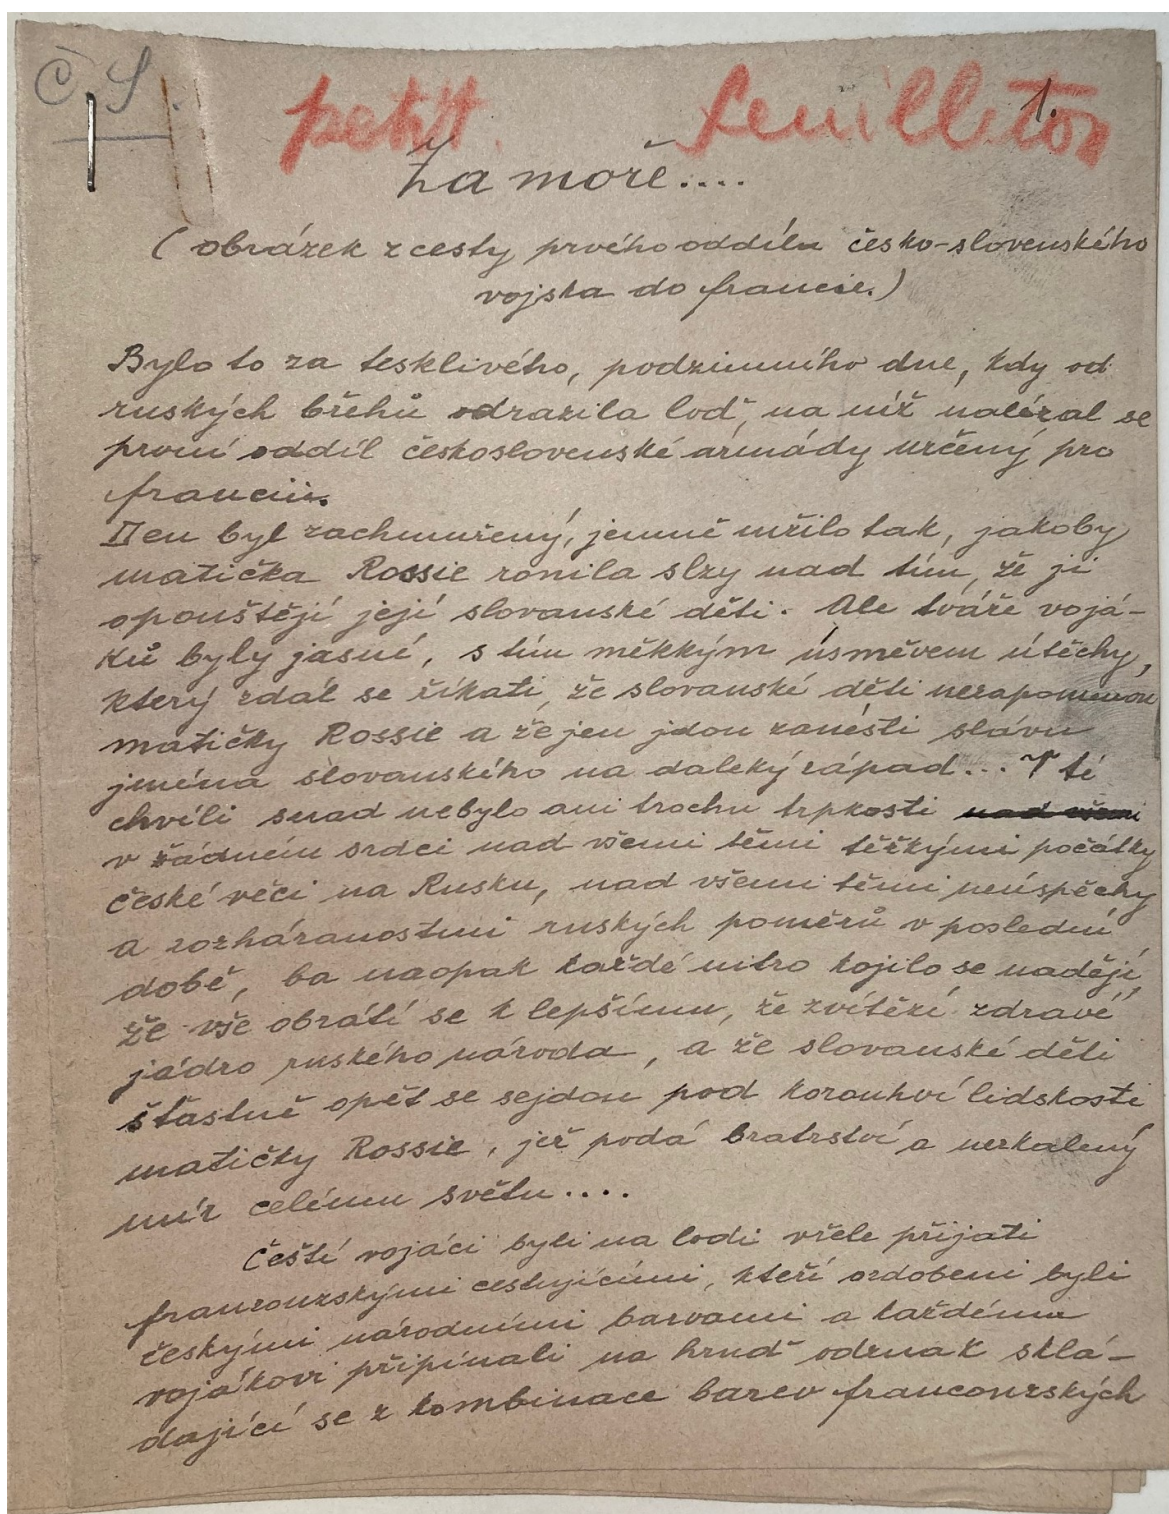 Č. S.
petit feuilleton
1.
Za moře....
(obrázek z cesty prvého oddílu česko-slovenského
vojska do francie.)
Bylo to za tesklivého, podzimního dne, kdy od
ruských břehů odrazila loď, na níž nalézal se
první oddíl československé armády určený pro
francii.
Den byl zachmuřený, jemně mžilo tak, jakoby
matička Rossie ronila slzy nad tím, že ji
opouštějí její slovanské děti. Ale tváře vojá-
ků byly jasné, s tím měkkým úsměvem útěchy,
který zdál se říkati, že slovanské děti nezapomenou
matičky Rossie a že jen jdou zanésti slávu
jména slovanského na daleký západ... V té
chvíli snad nebylo ani trochu trpkosti nad všemi
v žádném srdci nad všemi těmi těžkými počátky
české věci na Rusku, nad všemi těmi neúspěchy
a rozháranostmi ruských poměrů v poslední
době, ba naopak každé nitro kojilo se nadějí,
že vše obrátí se k lepšímu, že zvítězí zdravé
jádro ruského národa, a že slovanské děti
šťastně opět se sejdou pod korouhví lidskosti
matičky Rossie, jež podá bratrství a nezkalený
mír celému světu....
Čeští vojáci byli na lodi vřele přijati
francouzskými cestujícími, kteří ozdobeni byli
českými národními barvami a každému
vojákovi připínali na hruď odznak sklá-
dající se z kombinace barev francouzských